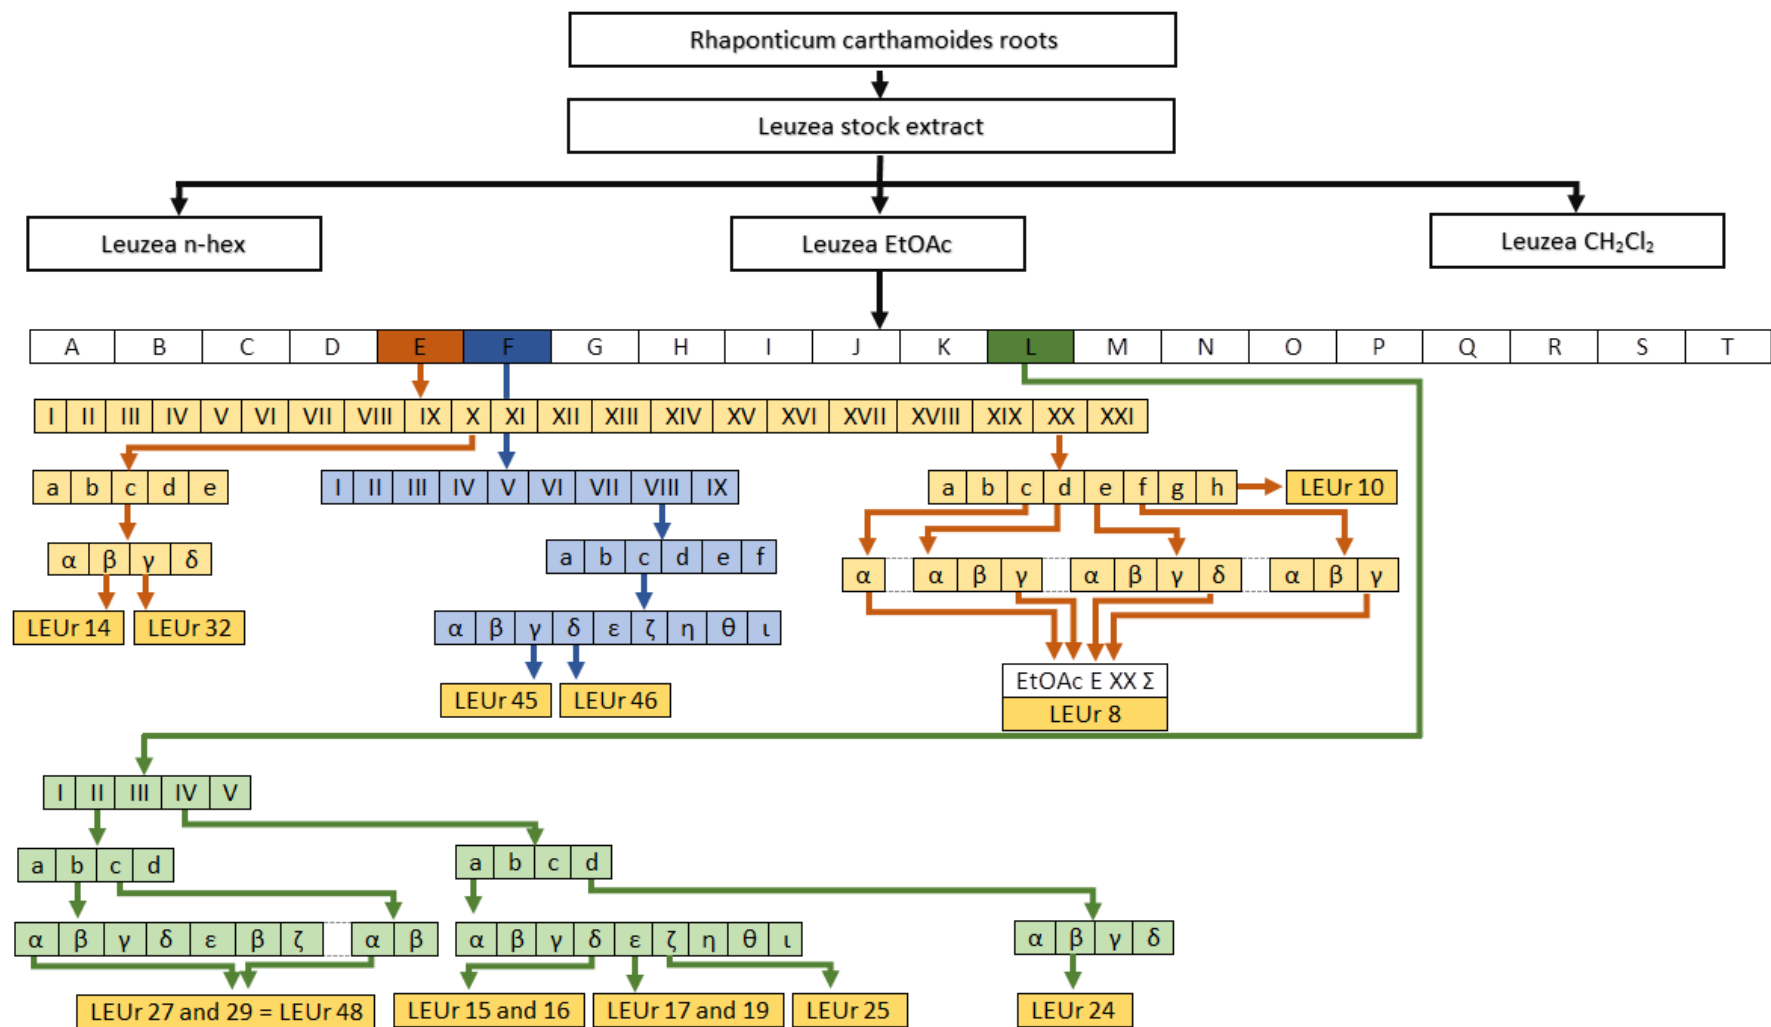 Rhaponticum carthamoides roots
Leuzea stock extract
Leuzea n-hex
Leuzea EtOAc
Leuzea CH₂Cl₂
A B C D E F G H I J K L M N O P Q R S T
I II III IV V VI VII VIII IX X XI XII XIII XIV XV XVI XVII XVIII XIX XX XXI
a b c d e
I II III IV V VI VII VIII IX
a b c d e f g h
LEUr 10
α β γ δ
a b c d e f
α
α β γ
α β γ δ
α β γ
LEUr 14
LEUr 32
α β γ δ ε ζ η θ ι
LEUr 45
LEUr 46
EtOAc E XX Σ
LEUr 8
I II III IV V
a b c d
a b c d
α β γ δ ε β ζ
α β
α β γ δ ε ζ η θ ι
α β γ δ
LEUr 27 and 29 = LEUr 48
LEUr 15 and 16
LEUr 17 and 19
LEUr 25
LEUr 24